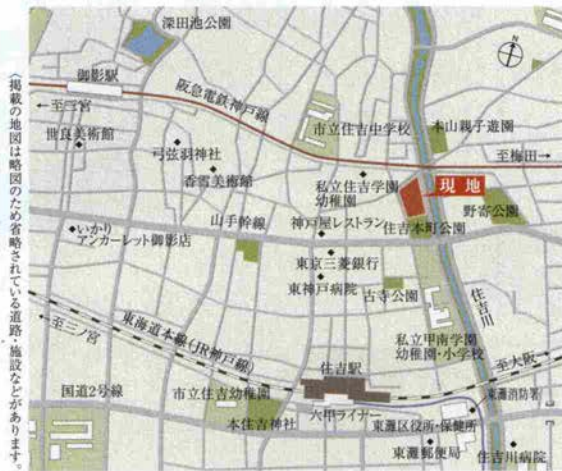 深田池公園
N
御影駅
阪急電鉄神戸線
←至三宮
世良美術館
弓弦羽神社
香雪美術館
市立住吉中学校
本山親子遊園
至梅田→
私立住吉学園
幼稚園
現地
野寄公園
住吉本町公園
山手幹線
神戸屋レストラン
いかり
アンカーレット御影店
東京三菱銀行
東神戸病院
古寺公園
住吉川
←至三ノ宮
東海道本線(JR神戸線)
私立甲南学園
幼稚園・小学校
至大阪→
住吉駅
国道2号線
市立住吉幼稚園
六甲ライナー
本住吉神社
東灘消防署
東灘区役所・保健所
東灘郵便局
住吉川病院
〈掲載の地図は略図のため省略されている道路・施設などがあります。〉